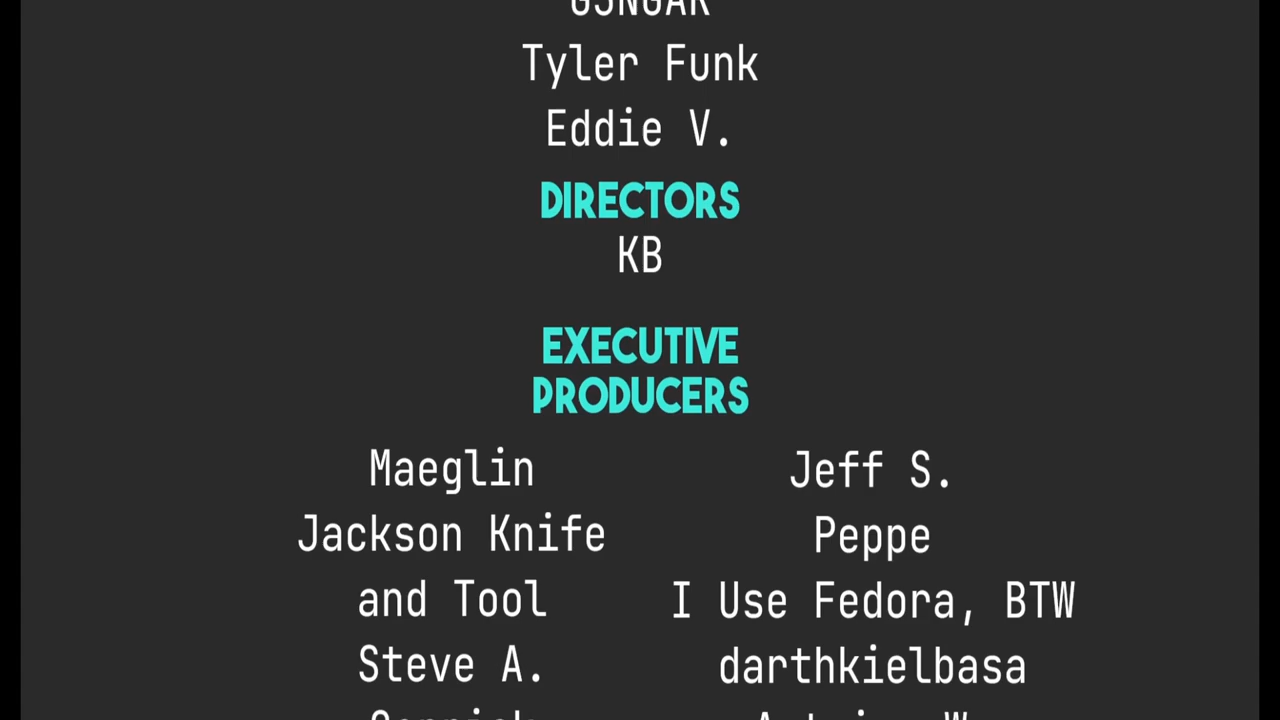 Tyler Funk
Eddie V.
DIRECTORS
KB
EXECUTIVE
PRODUCERS
Maeglin
Jackson Knife
and Tool
Steve A.
Jeff S.
Peppe
I Use Fedora, BTW
darthkielbasa